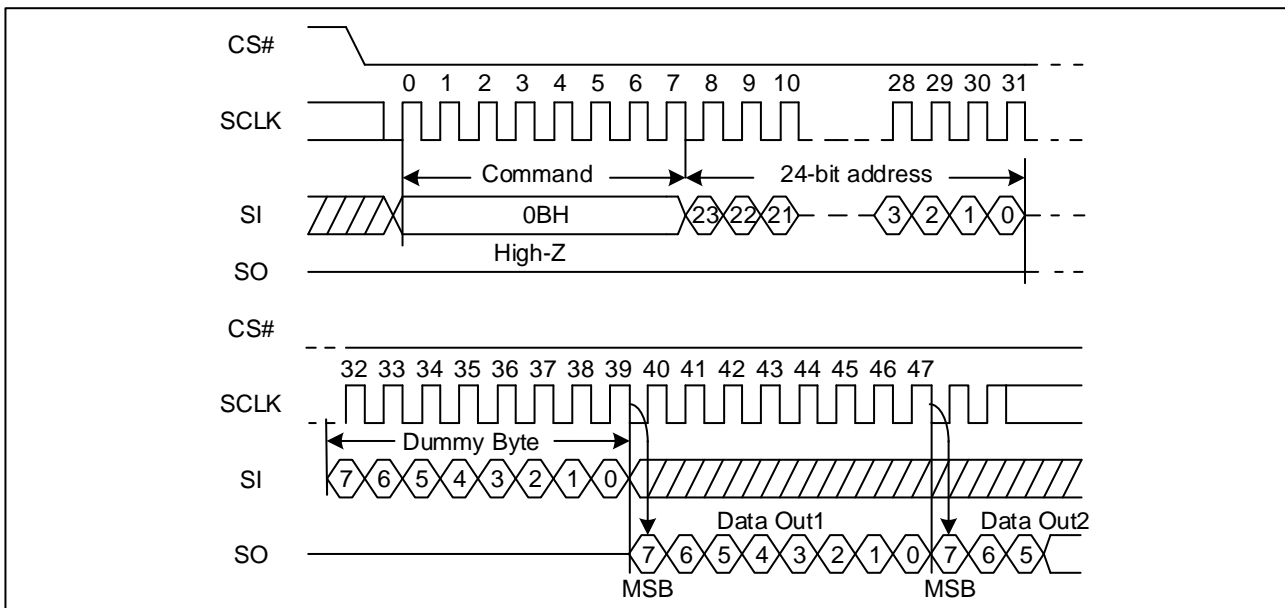 CS#
0 1 2 3 4 5 6 7 8 9 10 28 29 30 31
SCLK
Command 24-bit address
SI 0BH 23 22 21 3 2 1 0
High-Z
SO
CS#
32 33 34 35 36 37 38 39 40 41 42 43 44 45 46 47
SCLK
Dummy Byte
SI 7 6 5 4 3 2 1 0
Data Out1 Data Out2
SO 7 6 5 4 3 2 1 0 7 6 5
MSB MSB